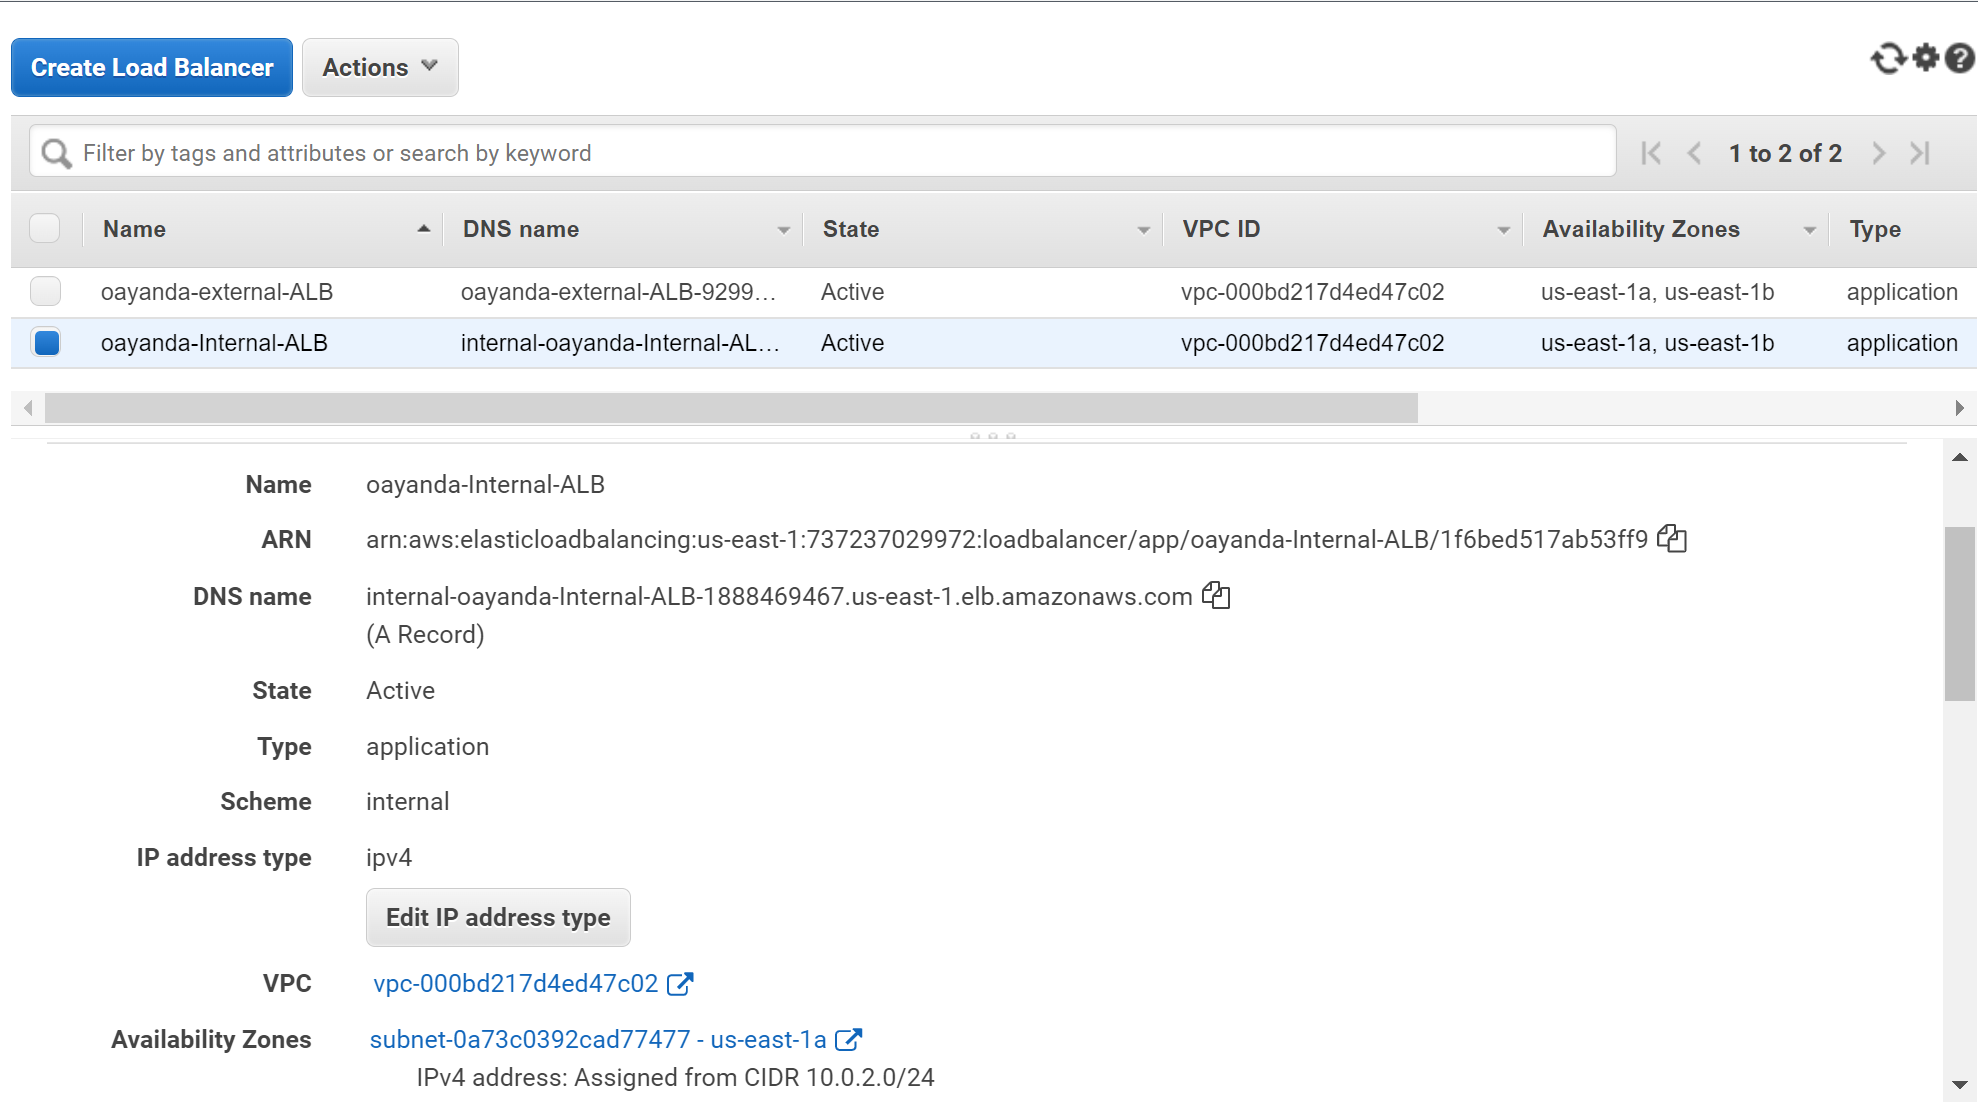 Create Load Balancer Actions
Filter by tags and attributes or search by keyword 1 to 2 of 2
Name DNS name State VPC ID Availability Zones Type
oayanda-external-ALB oayanda-external-ALB-9299... Active vpc-000bd217d4ed47c02 us-east-1a, us-east-1b application
oayanda-Internal-ALB internal-oayanda-Internal-AL... Active vpc-000bd217d4ed47c02 us-east-1a, us-east-1b application
Name oayanda-Internal-ALB
ARN arn:aws:elasticloadbalancing:us-east-1:737237029972:loadbalancer/app/oayanda-Internal-ALB/1f6bed517ab53ff9
DNS name internal-oayanda-Internal-ALB-1888469467.us-east-1.elb.amazonaws.com
(A Record)
State Active
Type application
Scheme internal
IP address type ipv4
Edit IP address type
VPC vpc-000bd217d4ed47c02
Availability Zones subnet-0a73c0392cad77477 - us-east-1a
IPv4 address: Assigned from CIDR 10.0.2.0/24